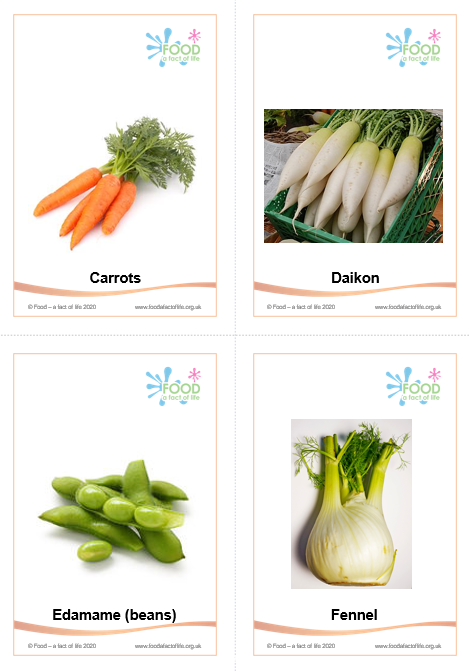 FOOD
a fact of life
Carrots
© Food – a fact of life 2020 www.foodafactoflife.org.uk
FOOD
a fact of life
Daikon
© Food – a fact of life 2020 www.foodafactoflife.org.uk
FOOD
a fact of life
Edamame (beans)
© Food – a fact of life 2020 www.foodafactoflife.org.uk
FOOD
a fact of life
Fennel
© Food – a fact of life 2020 www.foodafactoflife.org.uk